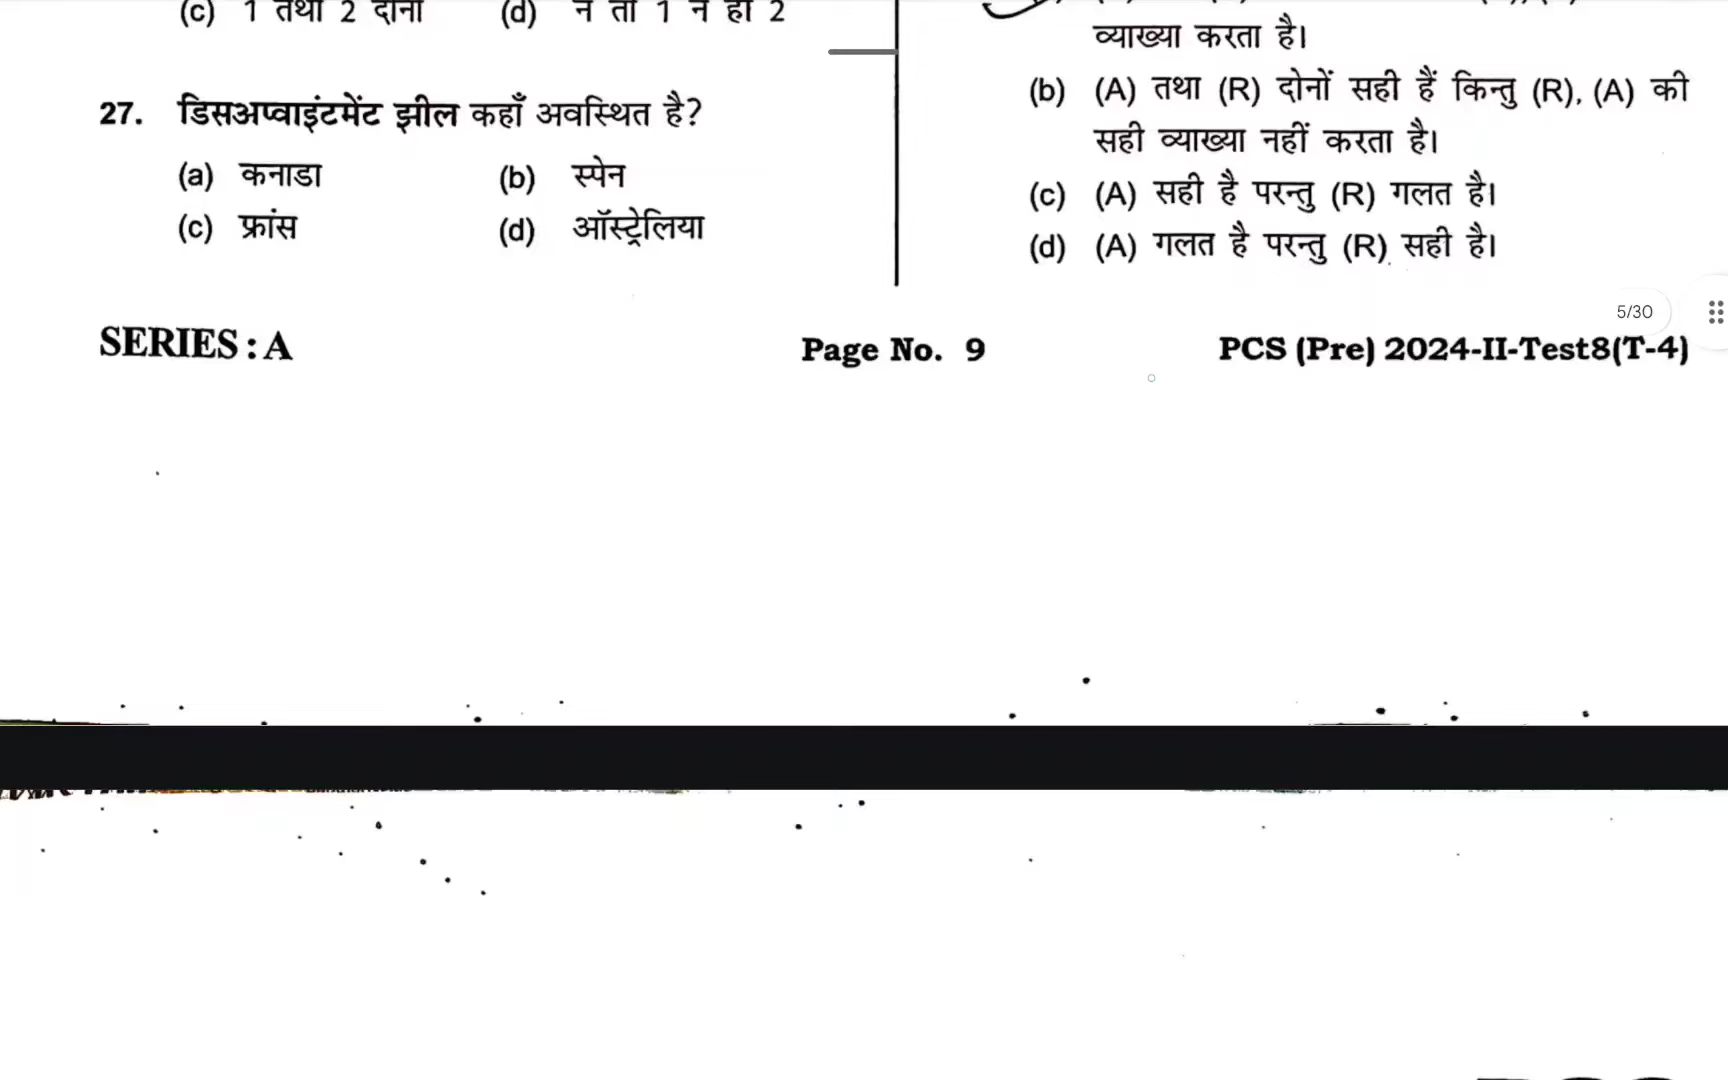 (c) 1 तथा 2 दोनों (d) न तो 1 न ही 2
27. डिसअप्वाइंटमेंट झील कहाँ अवस्थित है?
(a) कनाडा (b) स्पेन
(c) फ्रांस (d) ऑस्ट्रेलिया
व्याख्या करता है।
(b) (A) तथा (R) दोनों सही हैं किन्तु (R), (A) की
सही व्याख्या नहीं करता है।
(c) (A) सही है परन्तु (R) गलत है।
(d) (A) गलत है परन्तु (R) सही है।
5/30
SERIES : A Page No. 9 PCS (Pre) 2024-II-Test8(T-4)